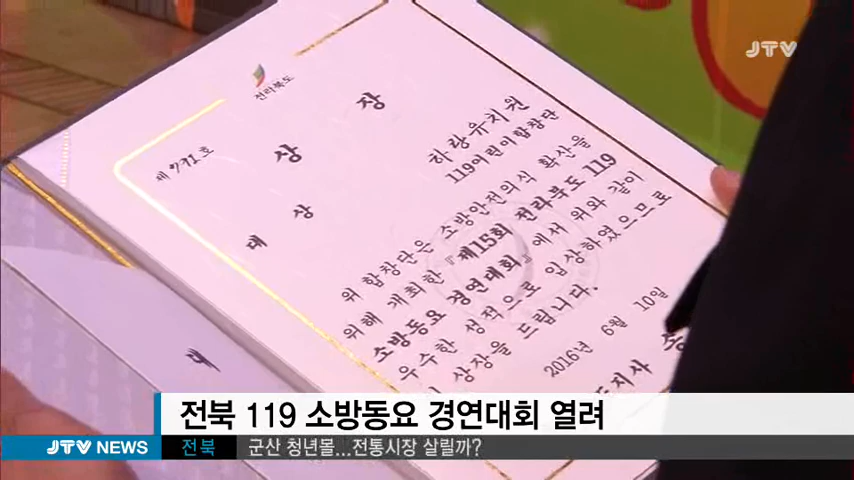 JTV
전라북도
제 771 호
상 장
하랑유치원
119어린이합창단
대 상
위 합창단은 소방안전의식 확산을
위해 개최한 『제15회 전라북도 119
소방동요 경연대회』에서 위와 같이
우수한 성적으로 입상하였으므로
상장을 드립니다.
2016년 6월 10일
도지사 송
전북 119 소방동요 경연대회 열려
JTV NEWS 전북 군산 청년몰...전통시장 살릴까?